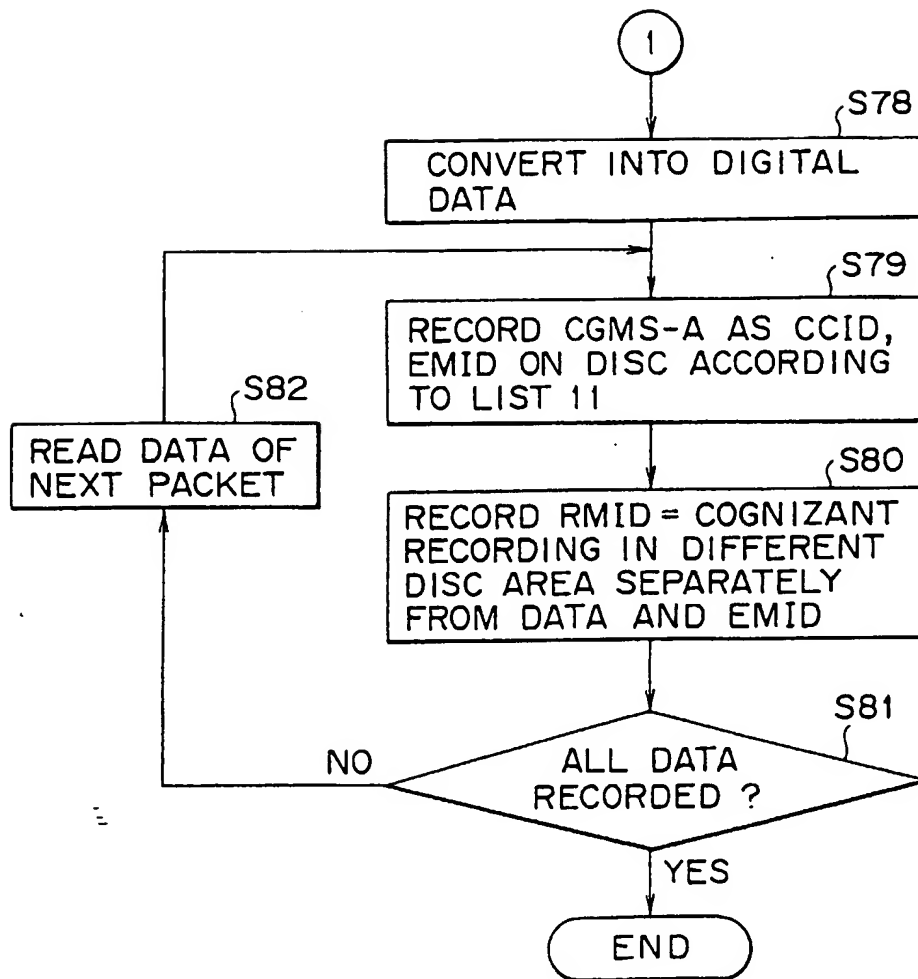 1
S78
CONVERT INTO DIGITAL
DATA
S79
RECORD CGMS-A AS CCID,
EMID ON DISC ACCORDING
TO LIST 11
S82
READ DATA OF
NEXT PACKET
S80
RECORD RMID = COGNIZANT
RECORDING IN DIFFERENT
DISC AREA SEPARATELY
FROM DATA AND EMID
S81
NO
ALL DATA
RECORDED ?
YES
END